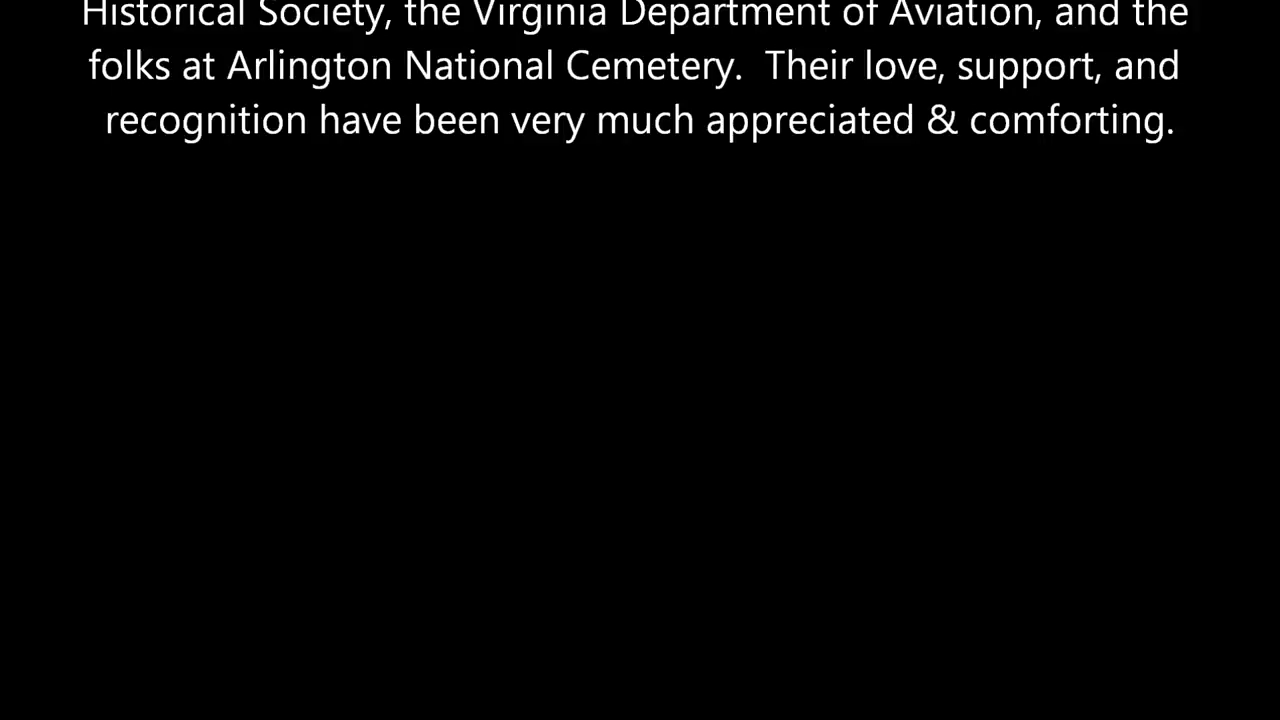 Historical Society, the Virginia Department of Aviation, and the
folks at Arlington National Cemetery.  Their love, support, and
recognition have been very much appreciated & comforting.